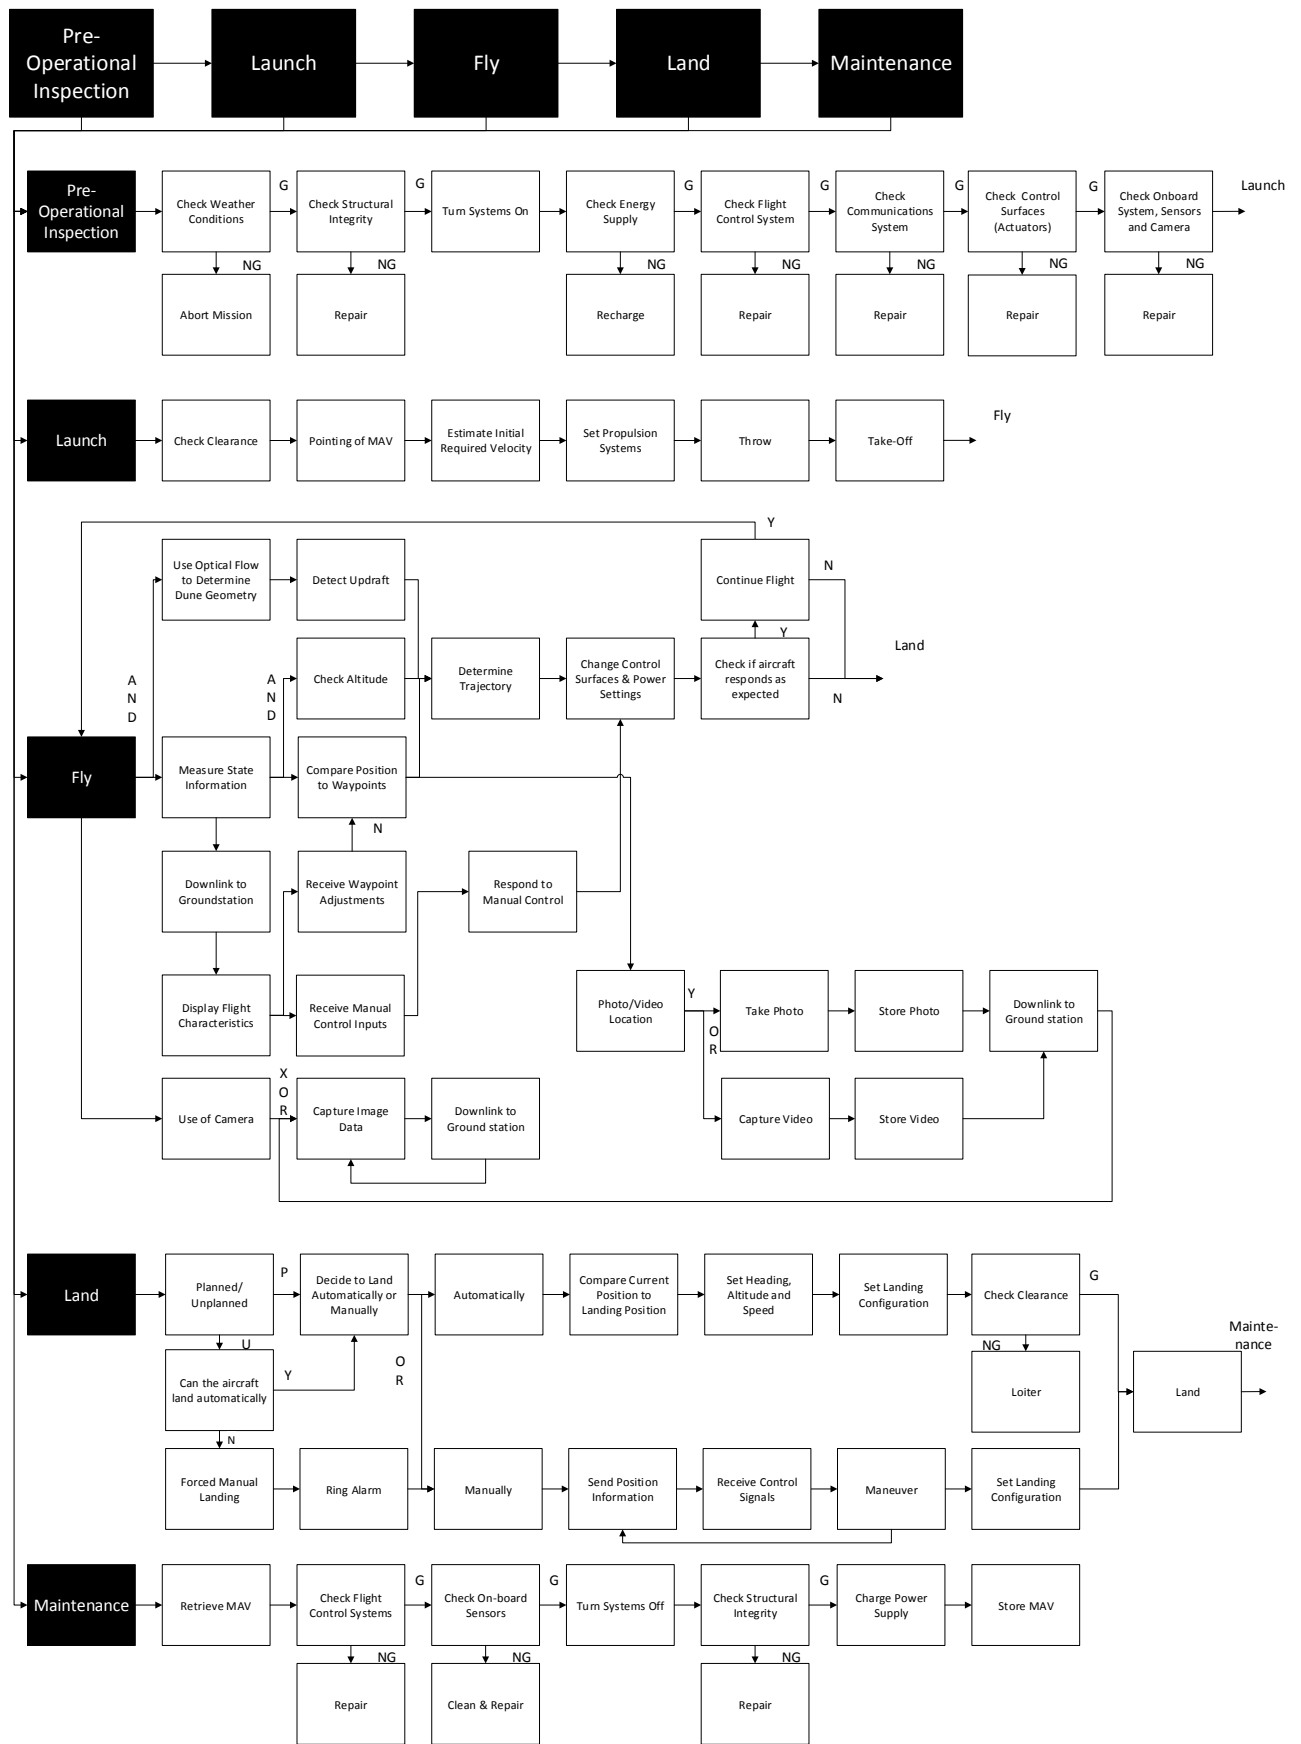 Pre-
Operational
Inspection
Launch
Fly
Land
Maintenance
Pre-
Operational
Inspection
Check Weather
Conditions
G
Check Structural
Integrity
G
Turn Systems On
Check Energy
Supply
G
Check Flight
Control System
G
Check
Communications
System
G
Check Control
Surfaces
(Actuators)
G
Check Onboard
System, Sensors
and Camera
Launch
NG
NG
NG
NG
NG
NG
NG
Abort Mission
Repair
Recharge
Repair
Repair
Repair
Repair
Launch
Check Clearance
Pointing of MAV
Estimate Initial
Required Velocity
Set Propulsion
Systems
Throw
Take-Off
Fly
Y
Use Optical Flow
to Determine
Dune Geometry
Detect Updraft
Continue Flight
N
Y
A
N
D
A
N
D
Check Altitude
Determine
Trajectory
Change Control
Surfaces & Power
Settings
Check if aircraft
responds as
expected
Land
N
Fly
Measure State
Information
Compare Position
to Waypoints
N
Downlink to
Groundstation
Receive Waypoint
Adjustments
Respond to
Manual Control
Display Flight
Characteristics
Receive Manual
Control Inputs
Photo/Video
Location
Y
O
R
Take Photo
Store Photo
Downlink to
Ground station
X
O
R
Use of Camera
Capture Image
Data
Downlink to
Ground station
Capture Video
Store Video
Land
Planned/
Unplanned
P
Decide to Land
Automatically or
Manually
Automatically
Compare Current
Position to
Landing Position
Set Heading,
Altitude and
Speed
Set Landing
Configuration
Check Clearance
G
Mainte-
nance
U
NG
Can the aircraft
land automatically
Y
O
R
Loiter
Land
N
Forced Manual
Landing
Ring Alarm
Manually
Send Position
Information
Receive Control
Signals
Maneuver
Set Landing
Configuration
Maintenance
Retrieve MAV
Check Flight
Control Systems
G
Check On-board
Sensors
G
Turn Systems Off
Check Structural
Integrity
G
Charge Power
Supply
Store MAV
NG
NG
NG
Repair
Clean & Repair
Repair